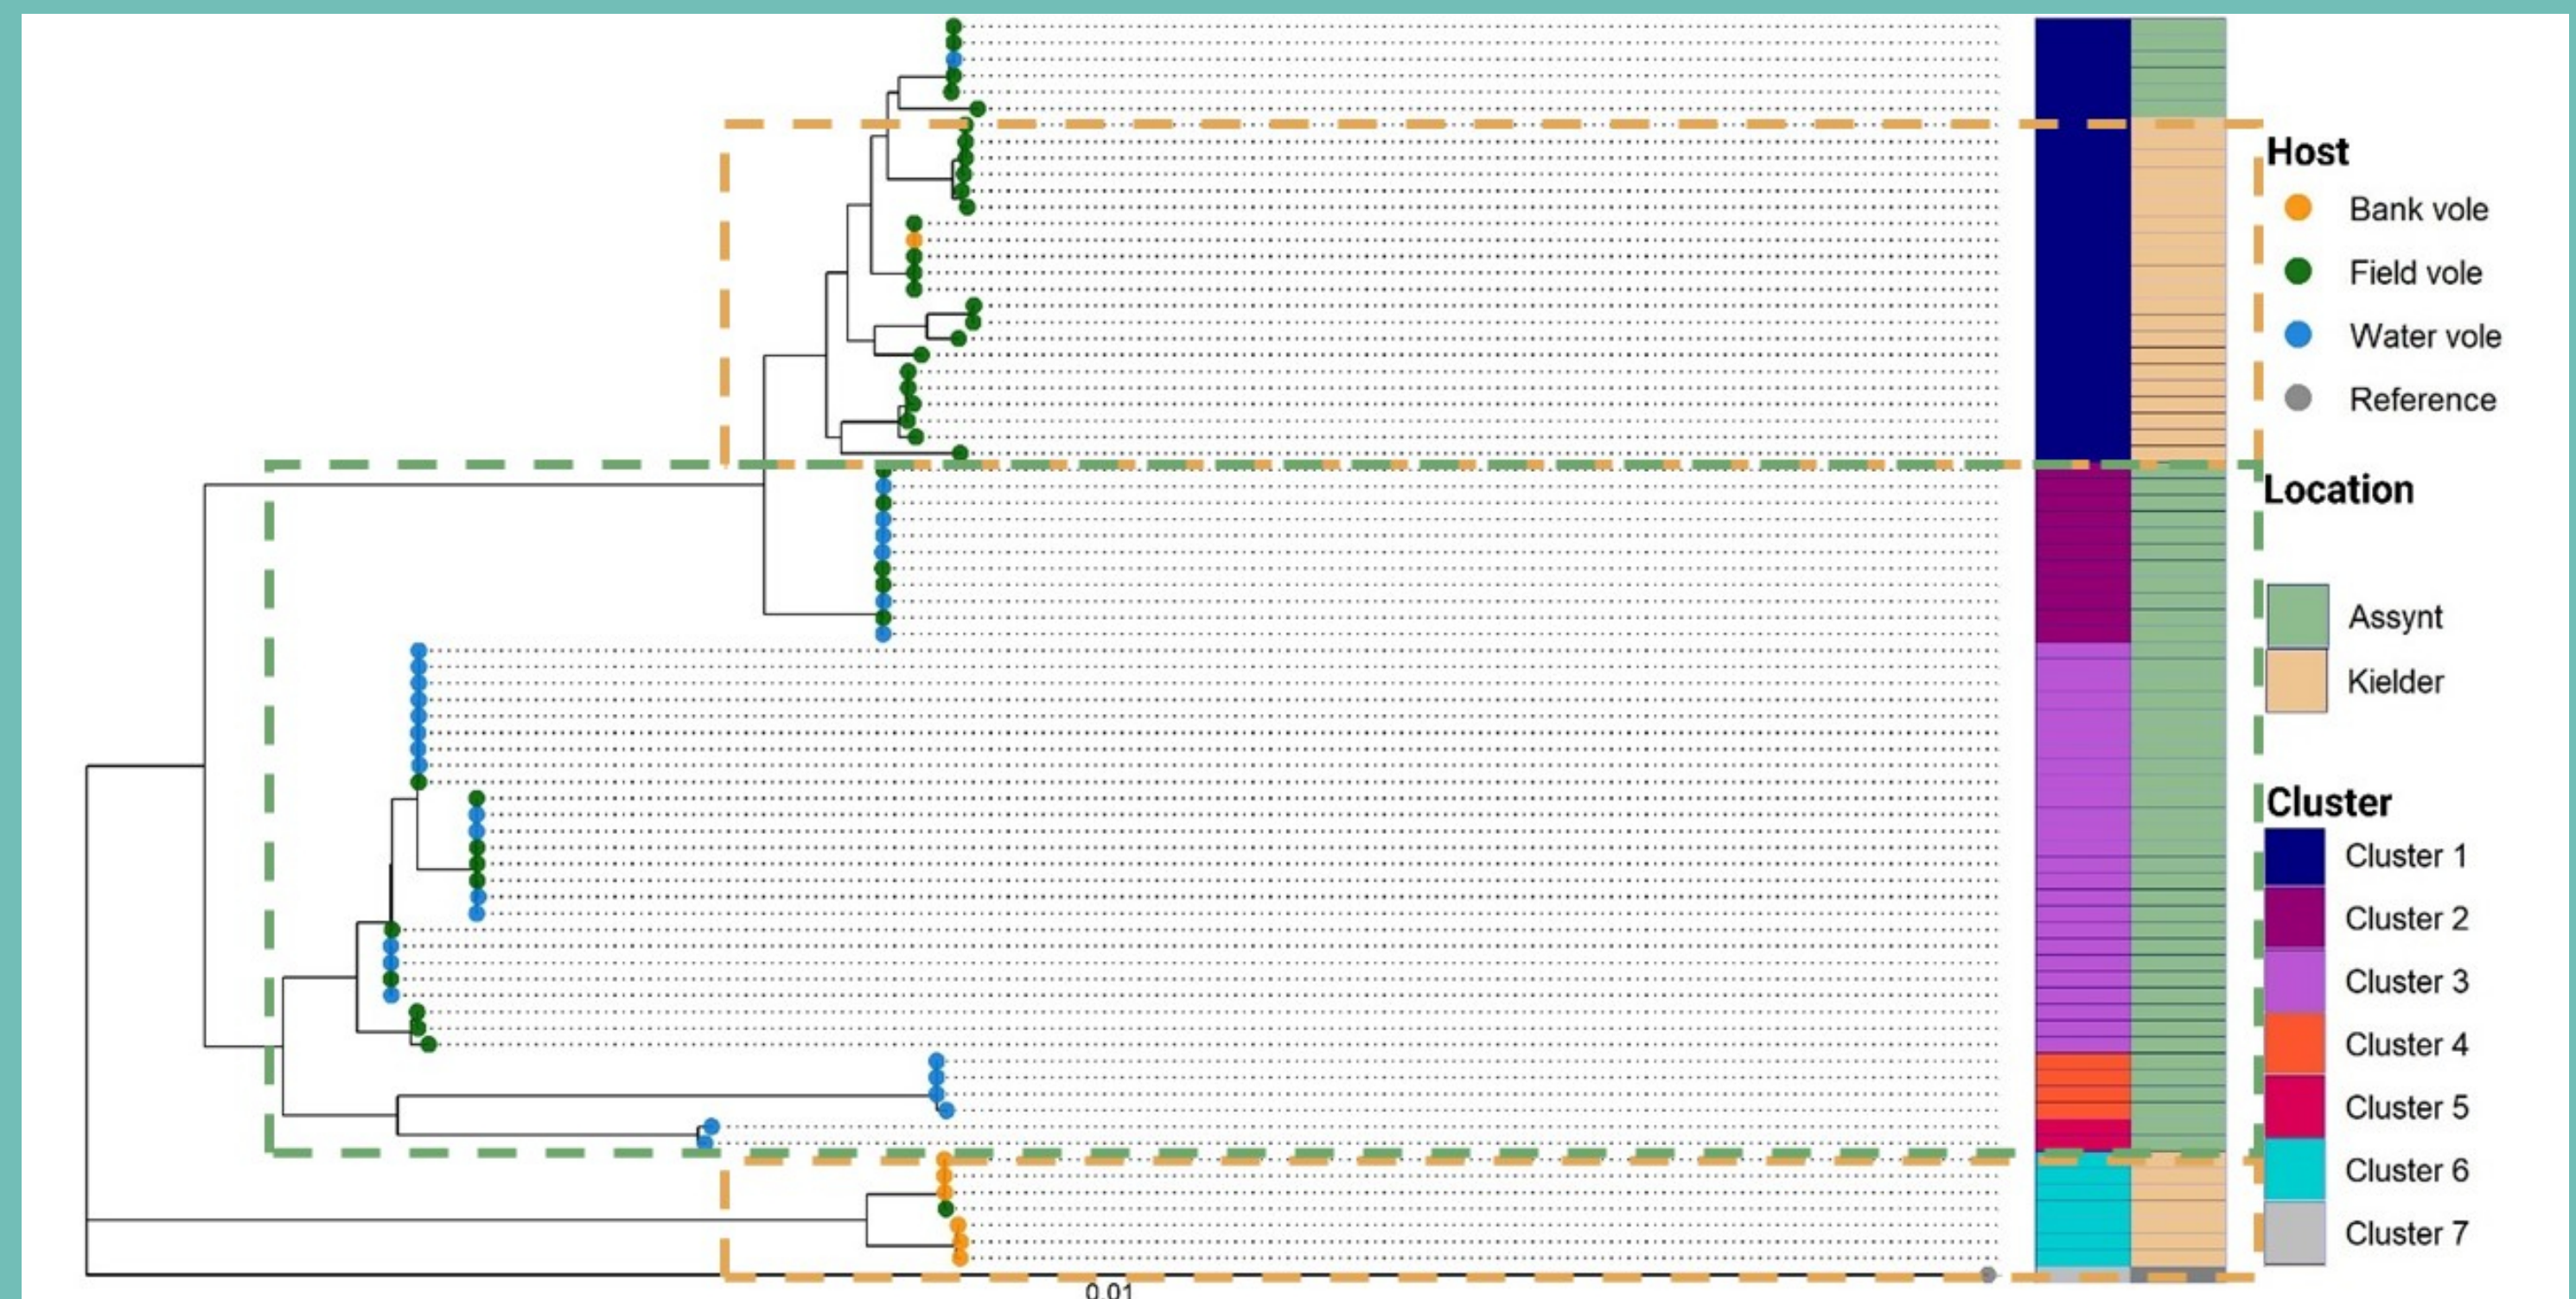 Host
Bank vole
Field vole
Water vole
Reference
Location
Assynt
Kielder
Cluster
Cluster 1
Cluster 2
Cluster 3
Cluster 4
Cluster 5
Cluster 6
Cluster 7
0.01